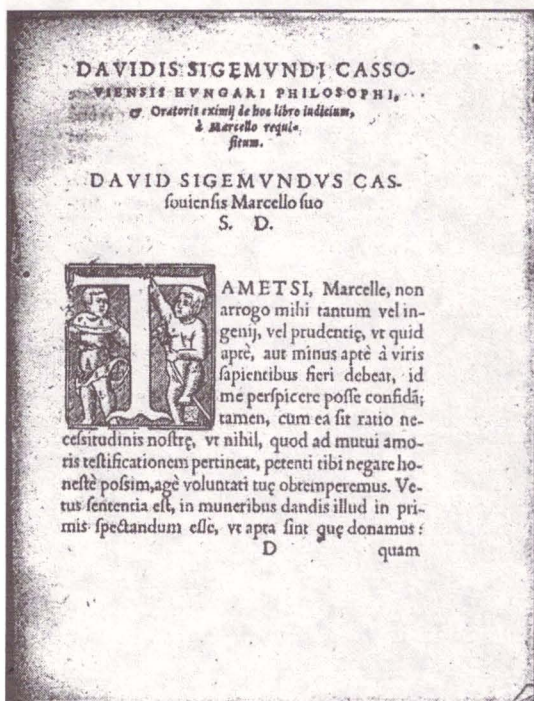 DAVIDIS SIGEMVNDI CASSO-
VIENSIS HVNGARI PHILOSOPHI,
& Oratoris eximij de hoc libro iudicium,
à Marcello requi-
situm.
DAVID SIGEMVNDVS CAS-
souiensis Marcello suo
S. D.
TAMETSI, Marcelle, non
arrogo mihi tantum vel in-
genij, vel prudentię, vt quid
aptè, aut minus aptè à viris
sapientibus fieri debeat, id
me perspicere posse confidā;
tamen, cùm ea sit ratio ne-
cessitudinis nostrę, vt nihil, quod ad mutui amo-
ris testificationem pertineat, petenti tibi negare ho-
nestè possim, agè voluntati tuę obtemperemus. Ve-
tus sententia est, in muneribus dandis illud in pri-
mis spectandum esse, vt apta sint quę donamus:
D quam